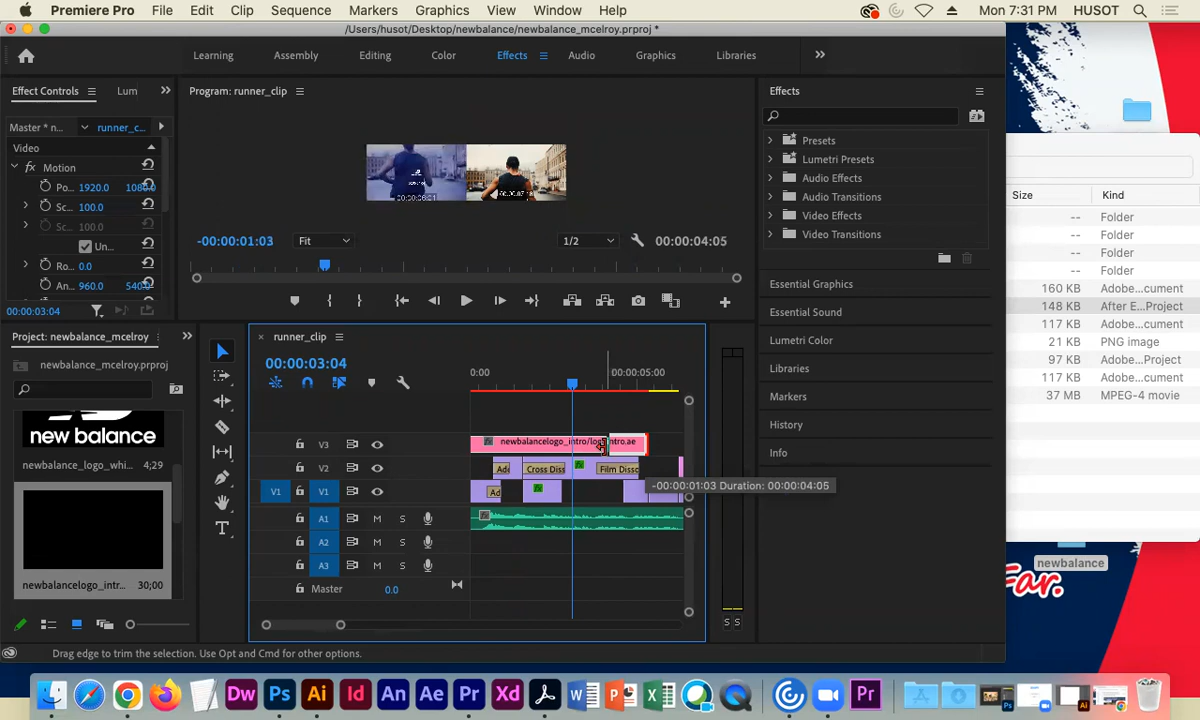 Premiere Pro File Edit Clip Sequence Markers Graphics View Window Help Mon 7:31 PM HUSOT
/Users/husot/Desktop/newbalance/newbalance_mcelroy.prproj *
Learning Assembly Editing Color Effects Audio Graphics Libraries
Effect Controls Lum
Program: runner_clip
Effects
Master * n... runner_c...
Video
fx Motion
Po... 1920.0 1080.0
Sc... 100.0
Sc... 100.0
Un...
Ro... 0.0
An... 960.0 540.0
00:00:03:04
-00:00:01:03 Fit 1/2 00:00:04:05
Presets
Lumetri Presets
Audio Effects
Audio Transitions
Video Effects
Video Transitions
Essential Graphics
Essential Sound
Lumetri Color
Libraries
Markers
History
Info
Size Kind
-- Folder
-- Folder
-- Folder
-- Folder
160 KB Adobe...cument
148 KB After E...Project
117 KB Adobe...cument
21 KB PNG image
97 KB Adobe...Project
117 KB Adobe...cument
37 MB MPEG-4 movie
Project: newbalance_mcelroy
newbalance_mcelroy.prproj
new balance
new_balance_logo_whi... 4;29
newbalancelogo_intr... 30;00
runner_clip
00:00:03:04
0:00 00:00:05:00
V3 newbalancelogo_intro/logo intro.ae
V2 Cross Diss Film Disso
V1 V1 Ad
-00:00:01:03 Duration: 00:00:04:05
A1 M S
A2 M S
A3 M S
Master 0.0
S S
newbalance
Far.
Drag edge to trim the selection. Use Opt and Cmd for other options.
Dw Ps Ai Id An Ae Pr Xd W P X Pr